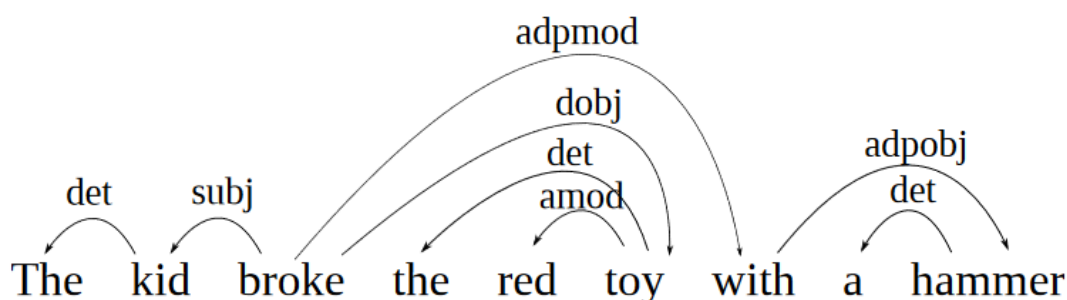 adpmod
dobj
det
adpobj
det
subj
amod
det
The kid broke the red toy with a hammer